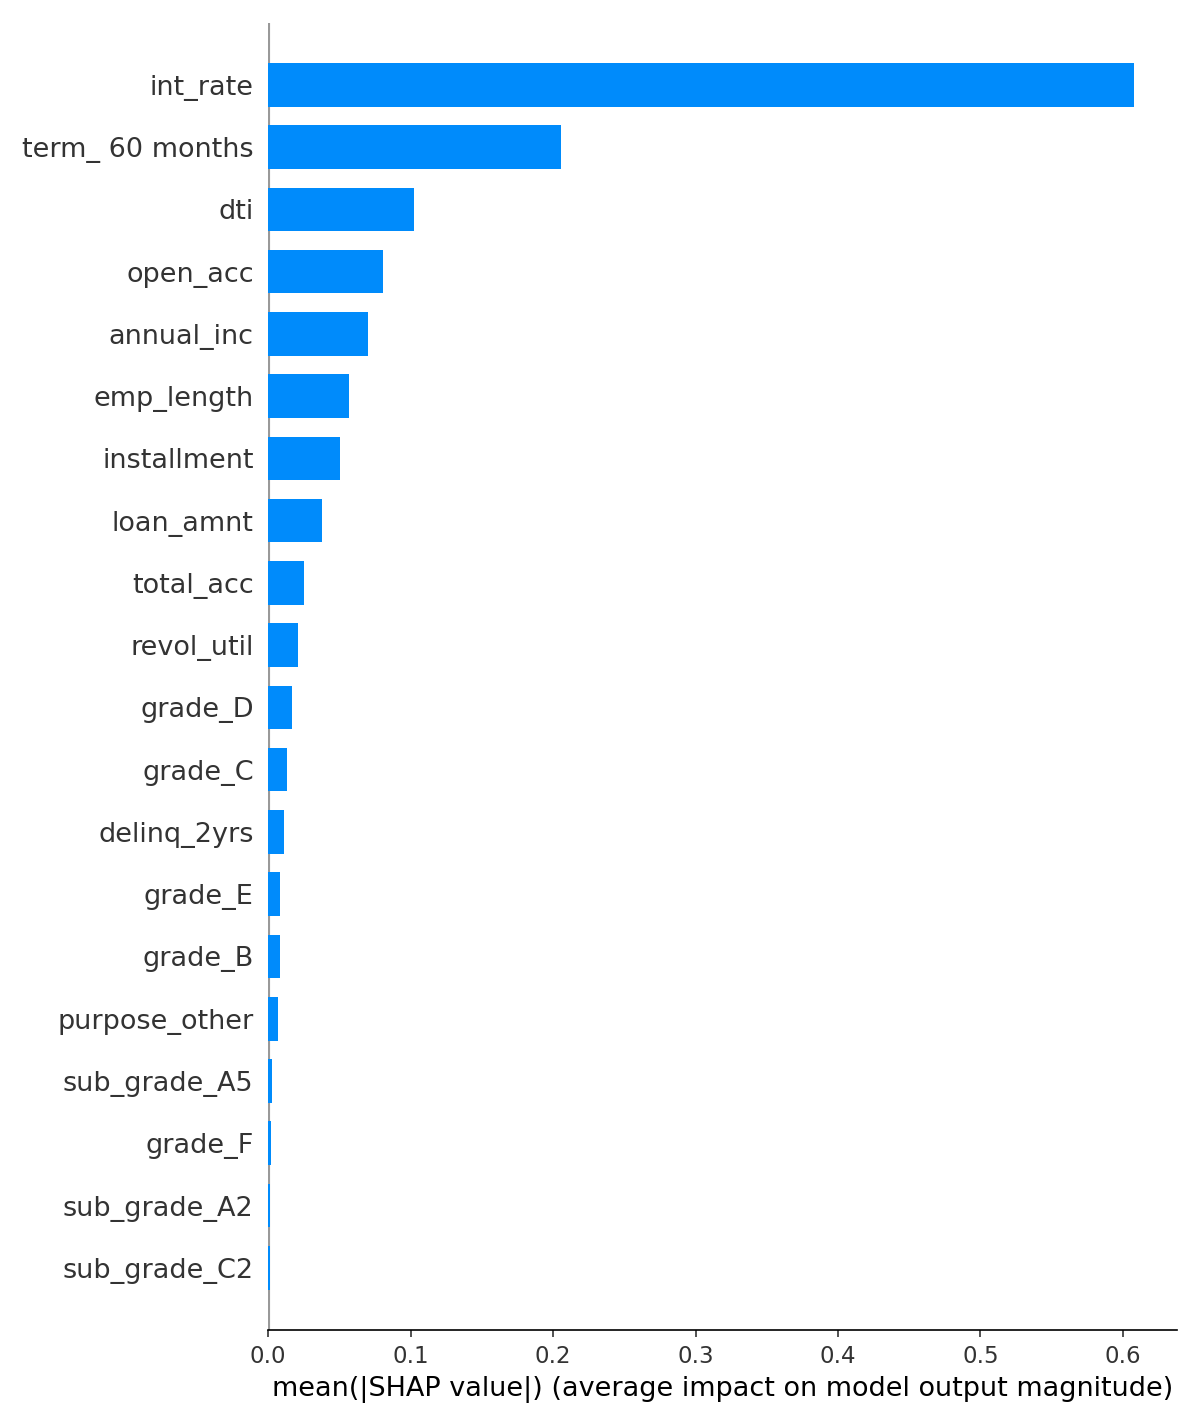 int_rate
term_ 60 months
dti
open_acc
annual_inc
emp_length
installment
loan_amnt
total_acc
revol_util
grade_D
grade_C
delinq_2yrs
grade_E
grade_B
purpose_other
sub_grade_A5
grade_F
sub_grade_A2
sub_grade_C2
0.0 0.1 0.2 0.3 0.4 0.5 0.6
mean(|SHAP value|) (average impact on model output magnitude)